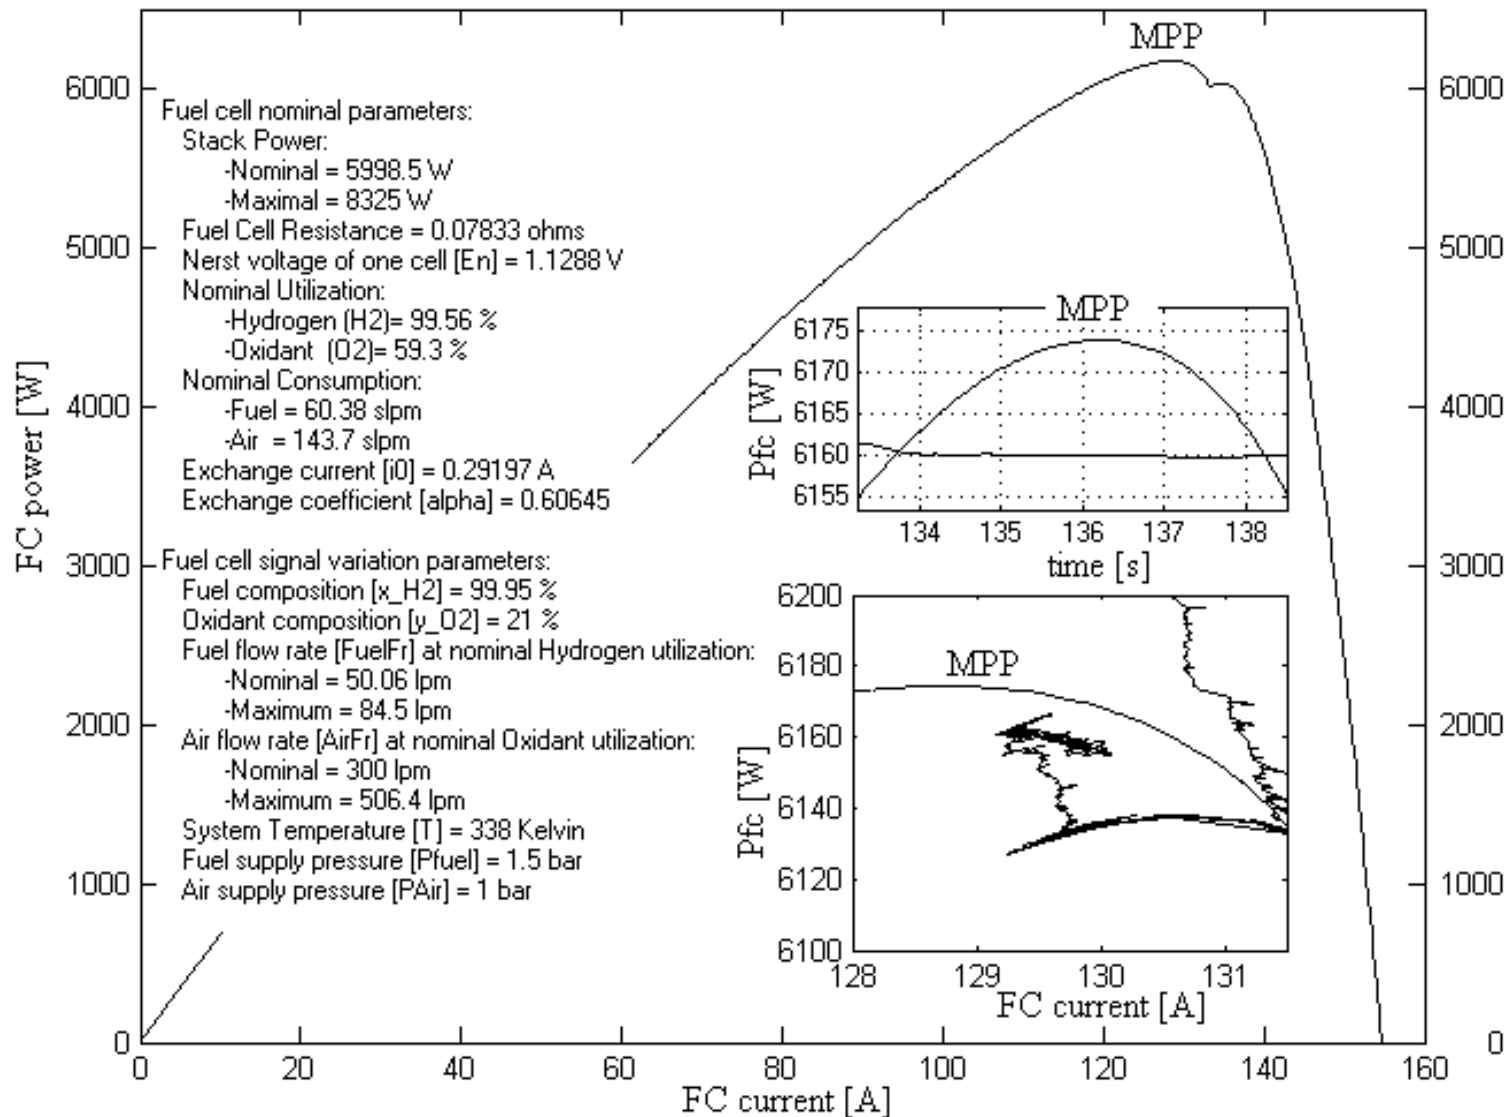 MPP
6000
5000
4000
3000
2000
1000
0
FC power [W]
Fuel cell nominal parameters:
Stack Power:
-Nominal = 5998.5 W
-Maximal = 8325 W
Fuel Cell Resistance = 0.07833 ohms
Nerst voltage of one cell [En] = 1.1288 V
Nominal Utilization:
-Hydrogen (H2)= 99.56 %
-Oxidant (O2)= 59.3 %
Nominal Consumption:
-Fuel = 60.38 slpm
-Air = 143.7 slpm
Exchange current [i0] = 0.29197 A
Exchange coefficient [alpha] = 0.60645
Fuel cell signal variation parameters:
Fuel composition [x_H2] = 99.95 %
Oxidant composition [y_O2] = 21 %
Fuel flow rate [FuelFr] at nominal Hydrogen utilization:
-Nominal = 50.06 lpm
-Maximum = 84.5 lpm
Air flow rate [AirFr] at nominal Oxidant utilization:
-Nominal = 300 lpm
-Maximum = 506.4 lpm
System Temperature [T] = 338 Kelvin
Fuel supply pressure [Pfuel] = 1.5 bar
Air supply pressure [PAir] = 1 bar
MPP
6175
6170
6165
6160
6155
Pfc [W]
134 135 136 137 138
time [s]
6200
6180
6160
6140
6120
6100
Pfc [W]
MPP
128 129 130 131
FC current [A]
6000
5000
4000
3000
2000
1000
0
0 20 40 60 80 100 120 140 160
FC current [A]